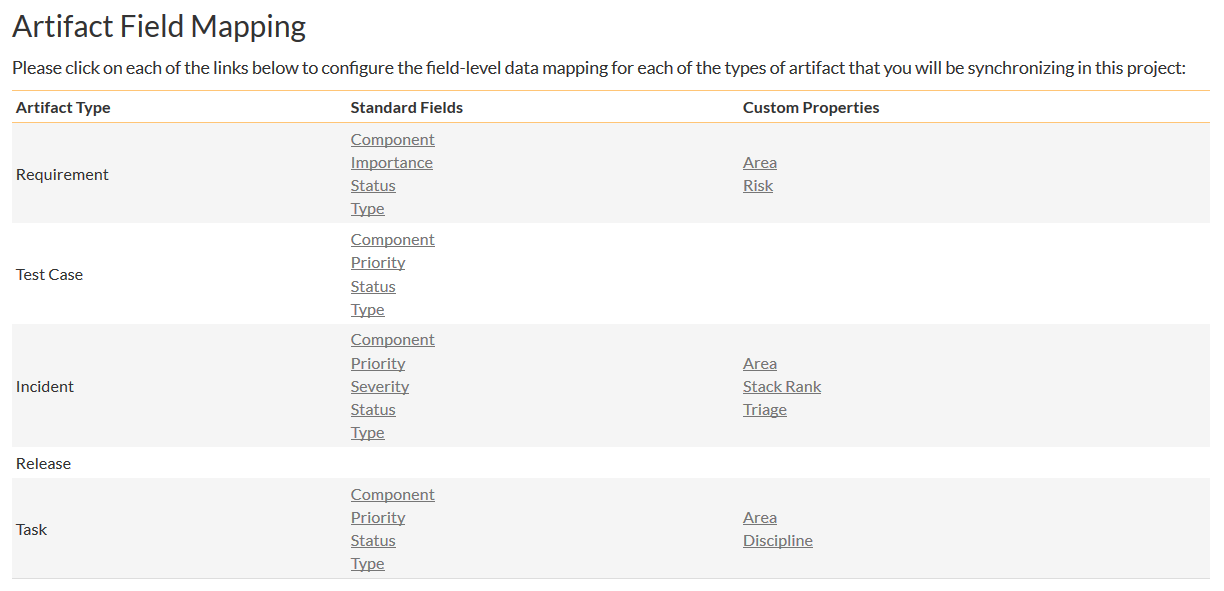 Artifact Field Mapping
Please click on each of the links below to configure the field-level data mapping for each of the types of artifact that you will be synchronizing in this project:
Artifact Type Standard Fields Custom Properties
Requirement
Component
Importance
Status
Type
Area
Risk
Test Case
Component
Priority
Status
Type
Incident
Component
Priority
Severity
Status
Type
Area
Stack Rank
Triage
Release
Task
Component
Priority
Status
Type
Area
Discipline